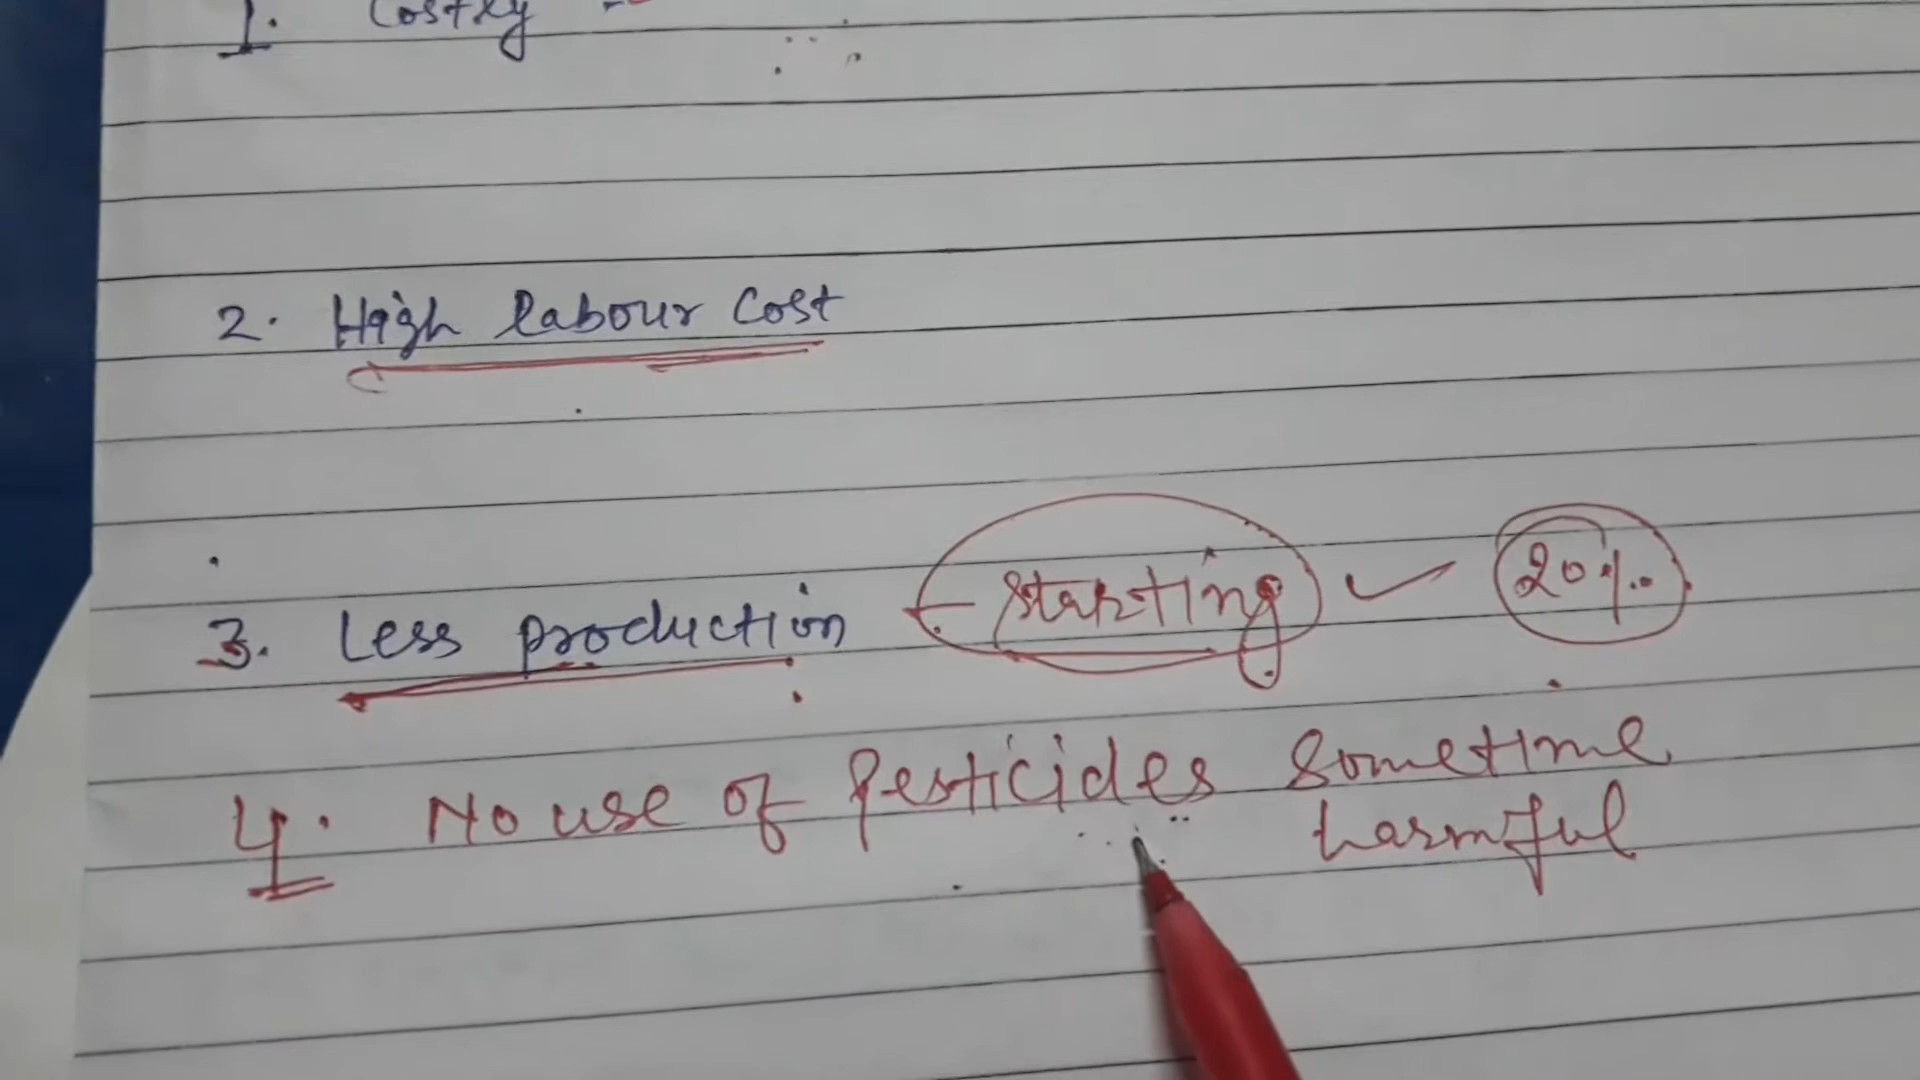 1. Costly
2. High labour Cost
3. Less production ← starting ✓ 20%
4. No use of Pesticides Sometime
harmful